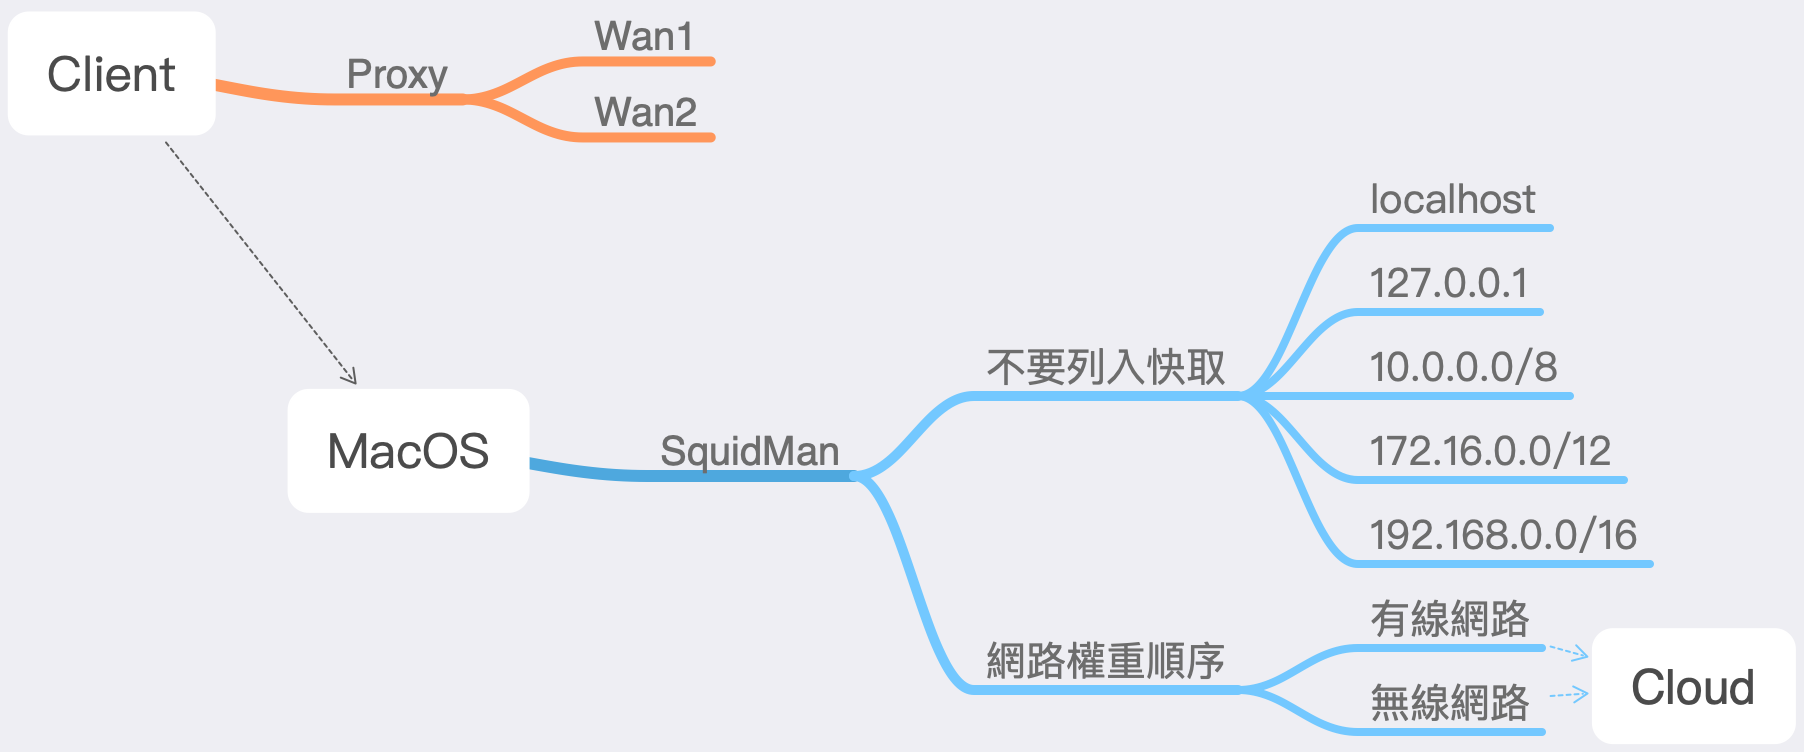 Client
Proxy
Wan1
Wan2
MacOS
SquidMan
不要列入快取
localhost
127.0.0.1
10.0.0.0/8
172.16.0.0/12
192.168.0.0/16
網路權重順序
有線網路
無線網路
Cloud